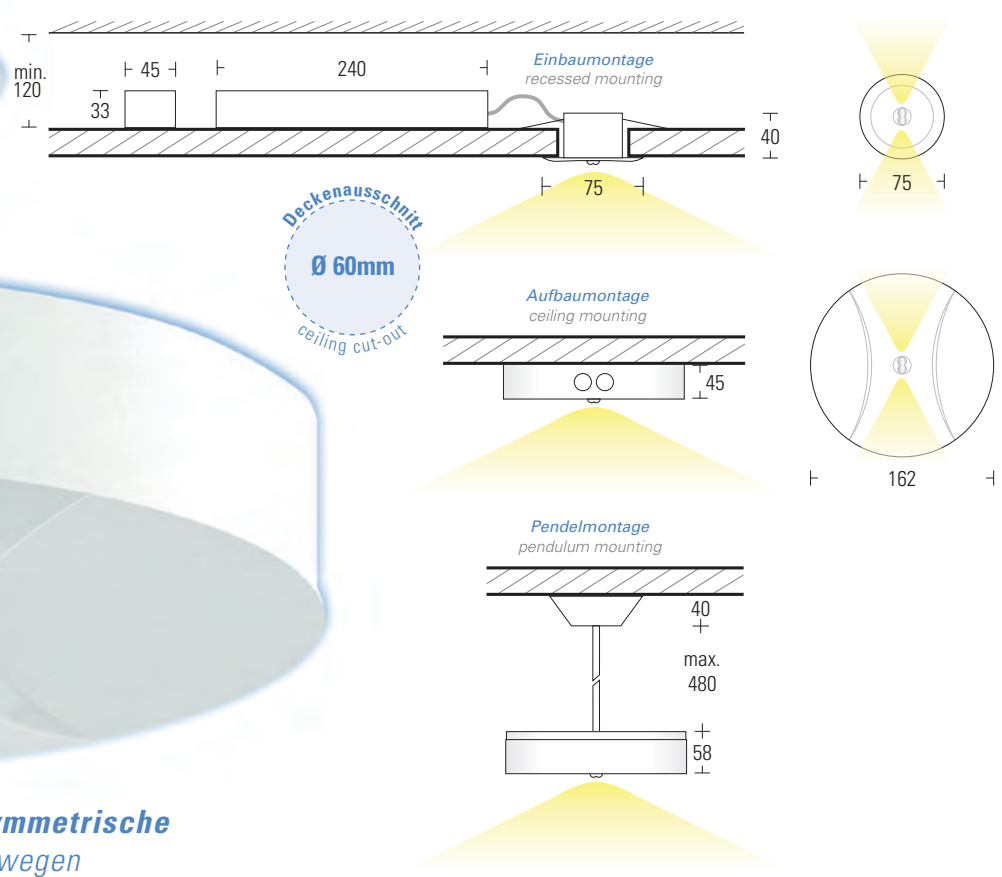 min.
120
45
240
33
Einbaumontage
recessed mounting
40
75
75
Deckenausschnitt
Ø 60mm
ceiling cut-out
Aufbaumontage
ceiling mounting
45
162
Pendelmontage
pendulum mounting
40
max.
480
58
ymmetrische
wegen